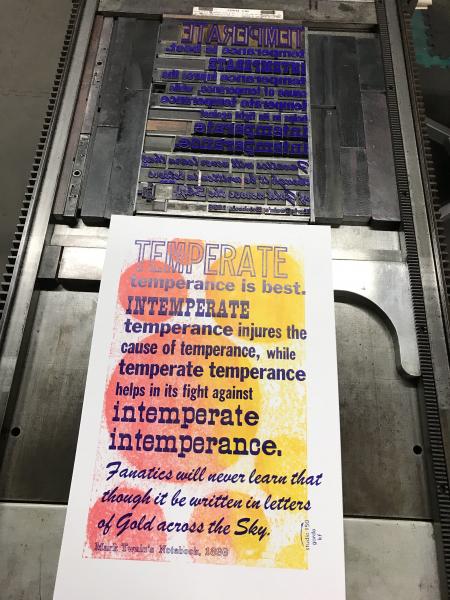 TEMPERATE
temperance is best.
INTEMPERATE
temperance injures the
cause of temperance, while
temperate temperance
helps in its fight against
intemperate
intemperance.
Fanatics will never learn that
though it be written in letters
of Gold across the Sky.
Mark Twain's Notebook, 1896